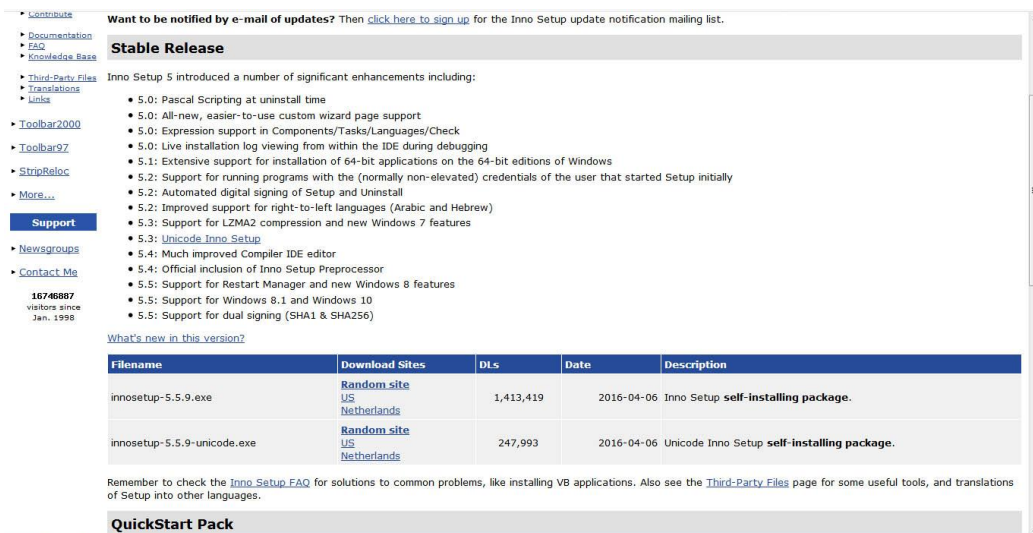 Contribute
Documentation
FAQ
Knowledge Base
Third-Party Files
Translations
Links
Toolbar2000
Toolbar97
StripReloc
More...
Support
Newsgroups
Contact Me
16746887
visitors since
Jan. 1998
Want to be notified by e-mail of updates? Then click here to sign up for the Inno Setup update notification mailing list.
Stable Release
Inno Setup 5 introduced a number of significant enhancements including:
• 5.0: Pascal Scripting at uninstall time
• 5.0: All-new, easier-to-use custom wizard page support
• 5.0: Expression support in Components/Tasks/Languages/Check
• 5.0: Live installation log viewing from within the IDE during debugging
• 5.1: Extensive support for installation of 64-bit applications on the 64-bit editions of Windows
• 5.2: Support for running programs with the (normally non-elevated) credentials of the user that started Setup initially
• 5.2: Automated digital signing of Setup and Uninstall
• 5.2: Improved support for right-to-left languages (Arabic and Hebrew)
• 5.3: Support for LZMA2 compression and new Windows 7 features
• 5.3: Unicode Inno Setup
• 5.4: Much improved Compiler IDE editor
• 5.4: Official inclusion of Inno Setup Preprocessor
• 5.5: Support for Restart Manager and new Windows 8 features
• 5.5: Support for Windows 8.1 and Windows 10
• 5.5: Support for dual signing (SHA1 & SHA256)
What's new in this version?
Filename Download Sites DLs Date Description
Random site
innosetup-5.5.9.exe US 1,413,419 2016-04-06 Inno Setup self-installing package.
Netherlands
Random site
innosetup-5.5.9-unicode.exe US 247,993 2016-04-06 Unicode Inno Setup self-installing package.
Netherlands
Remember to check the Inno Setup FAQ for solutions to common problems, like installing VB applications. Also see the Third-Party Files page for some useful tools, and translations
of Setup into other languages.
QuickStart Pack